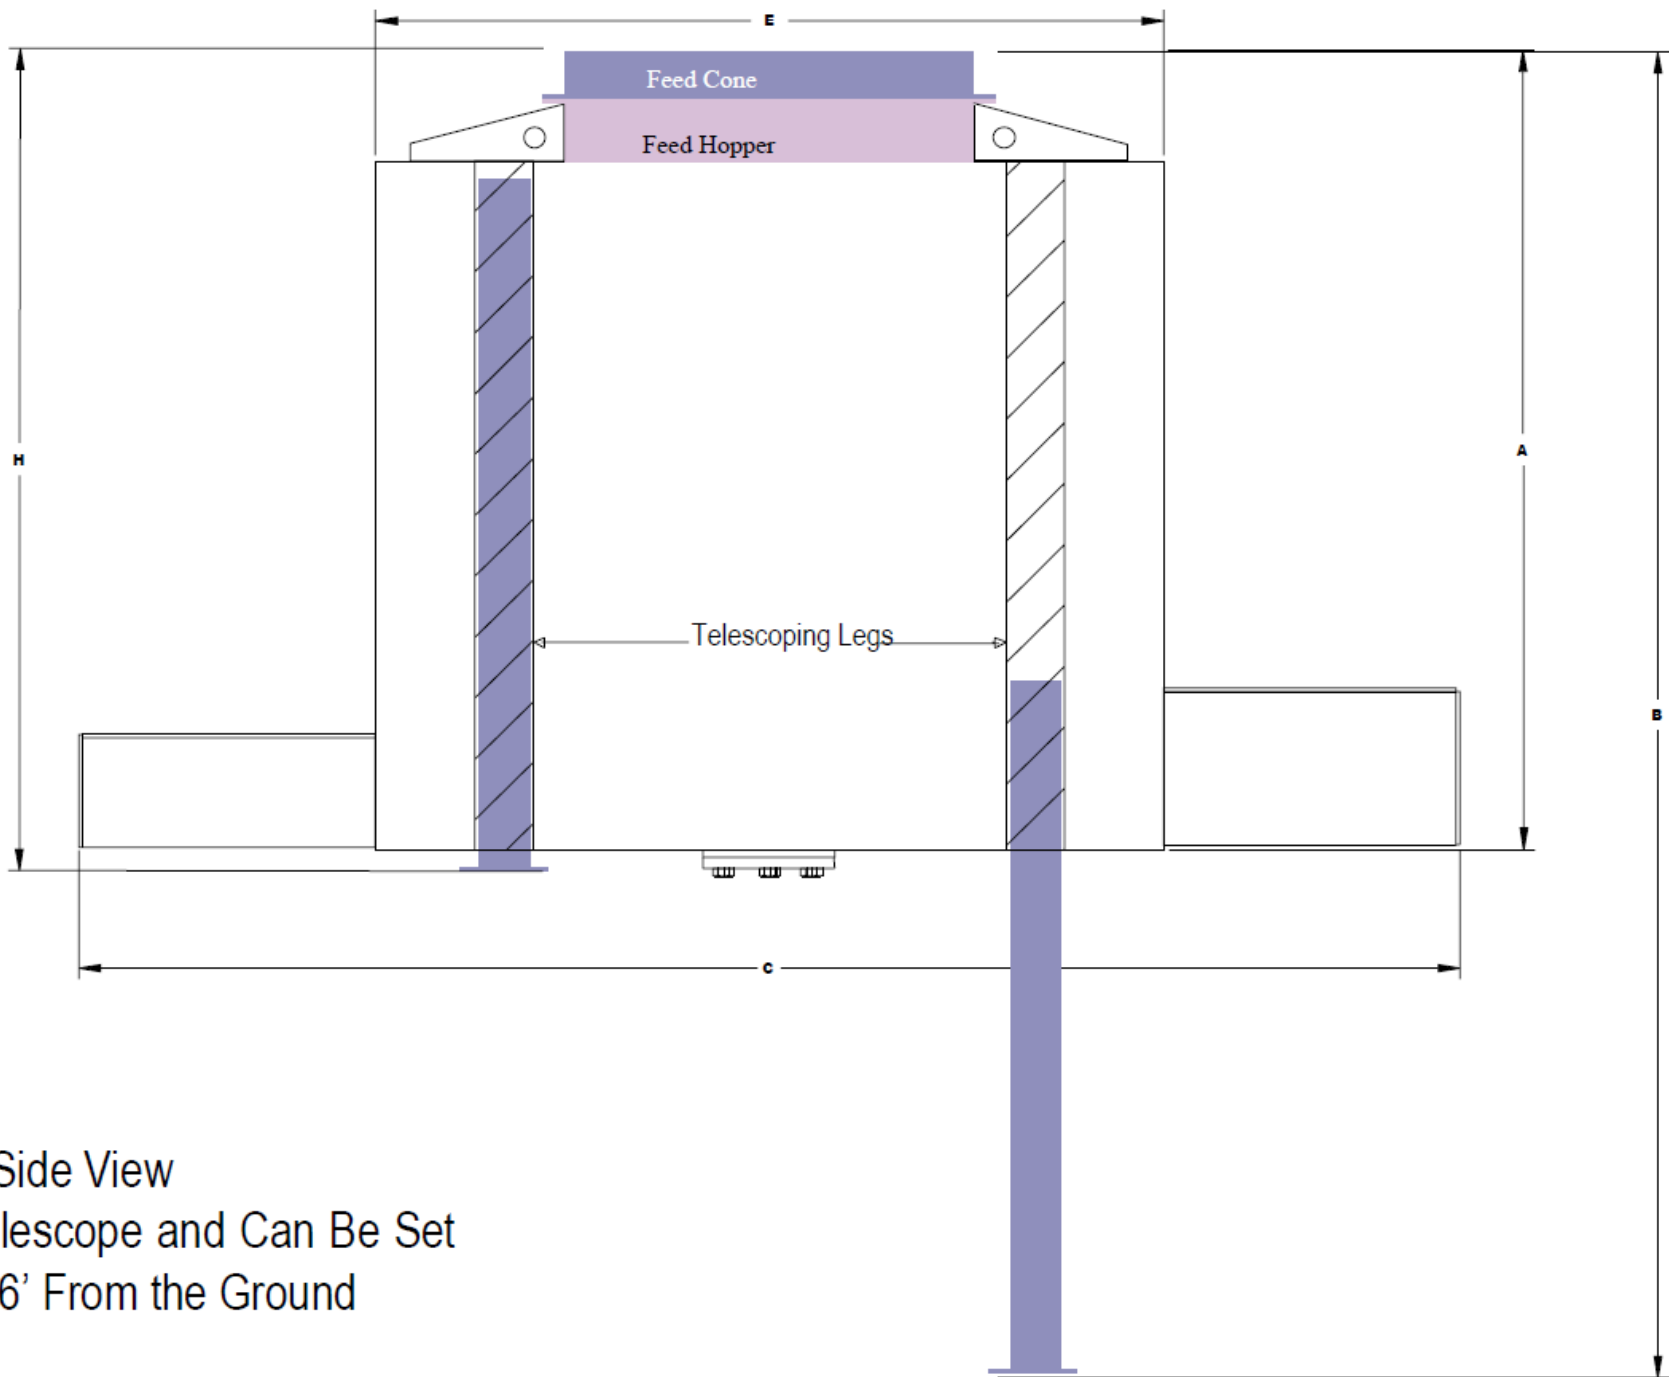 E
Feed Cone
Feed Hopper
H
A
Telescoping Legs
B
C
Side View
lescope and Can Be Set
6’ From the Ground